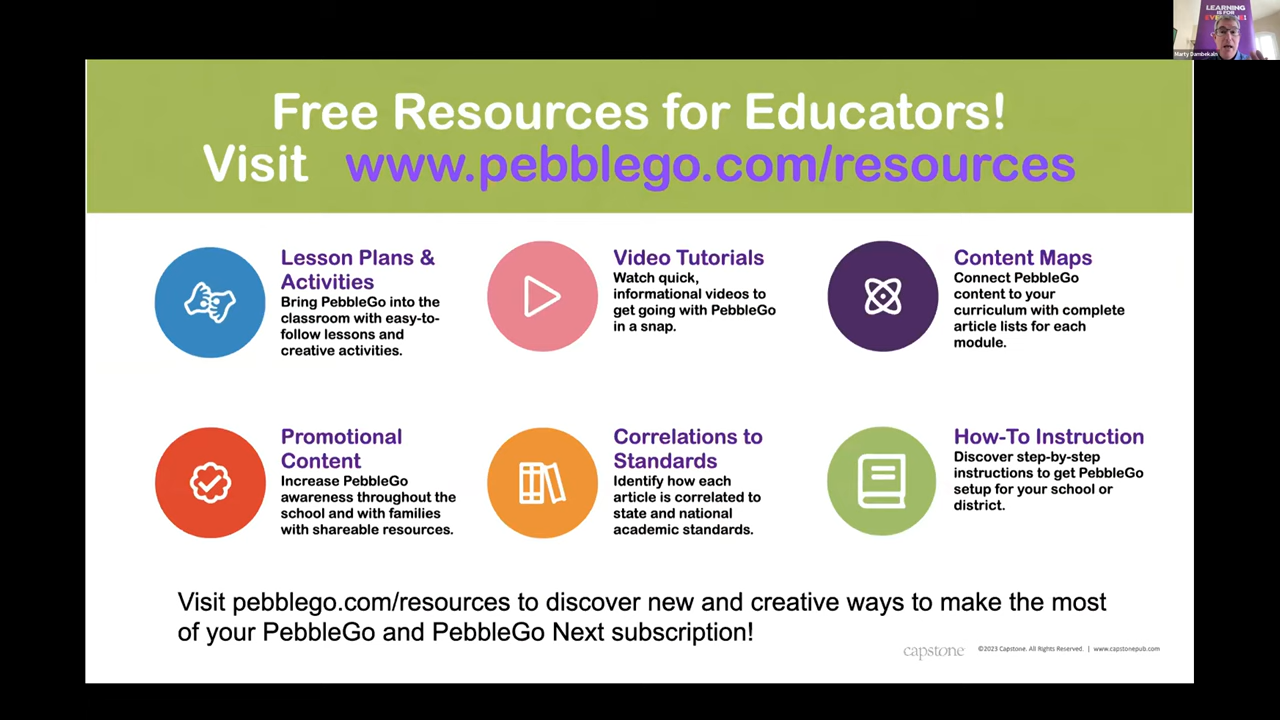 LEARNING
IS FOR
EVERYONE!
Marty Dambekaln
Free Resources for Educators!
Visit www.pebblego.com/resources
Lesson Plans &
Activities
Bring PebbleGo into the
classroom with easy-to-
follow lessons and
creative activities.
Video Tutorials
Watch quick,
informational videos to
get going with PebbleGo
in a snap.
Content Maps
Connect PebbleGo
content to your
curriculum with complete
article lists for each
module.
Promotional
Content
Increase PebbleGo
awareness throughout the
school and with families
with shareable resources.
Correlations to
Standards
Identify how each
article is correlated to
state and national
academic standards.
How-To Instruction
Discover step-by-step
instructions to get PebbleGo
setup for your school or
district.
Visit pebblego.com/resources to discover new and creative ways to make the most
of your PebbleGo and PebbleGo Next subscription!
capstone
©2023 Capstone. All Rights Reserved. | www.capstonepub.com